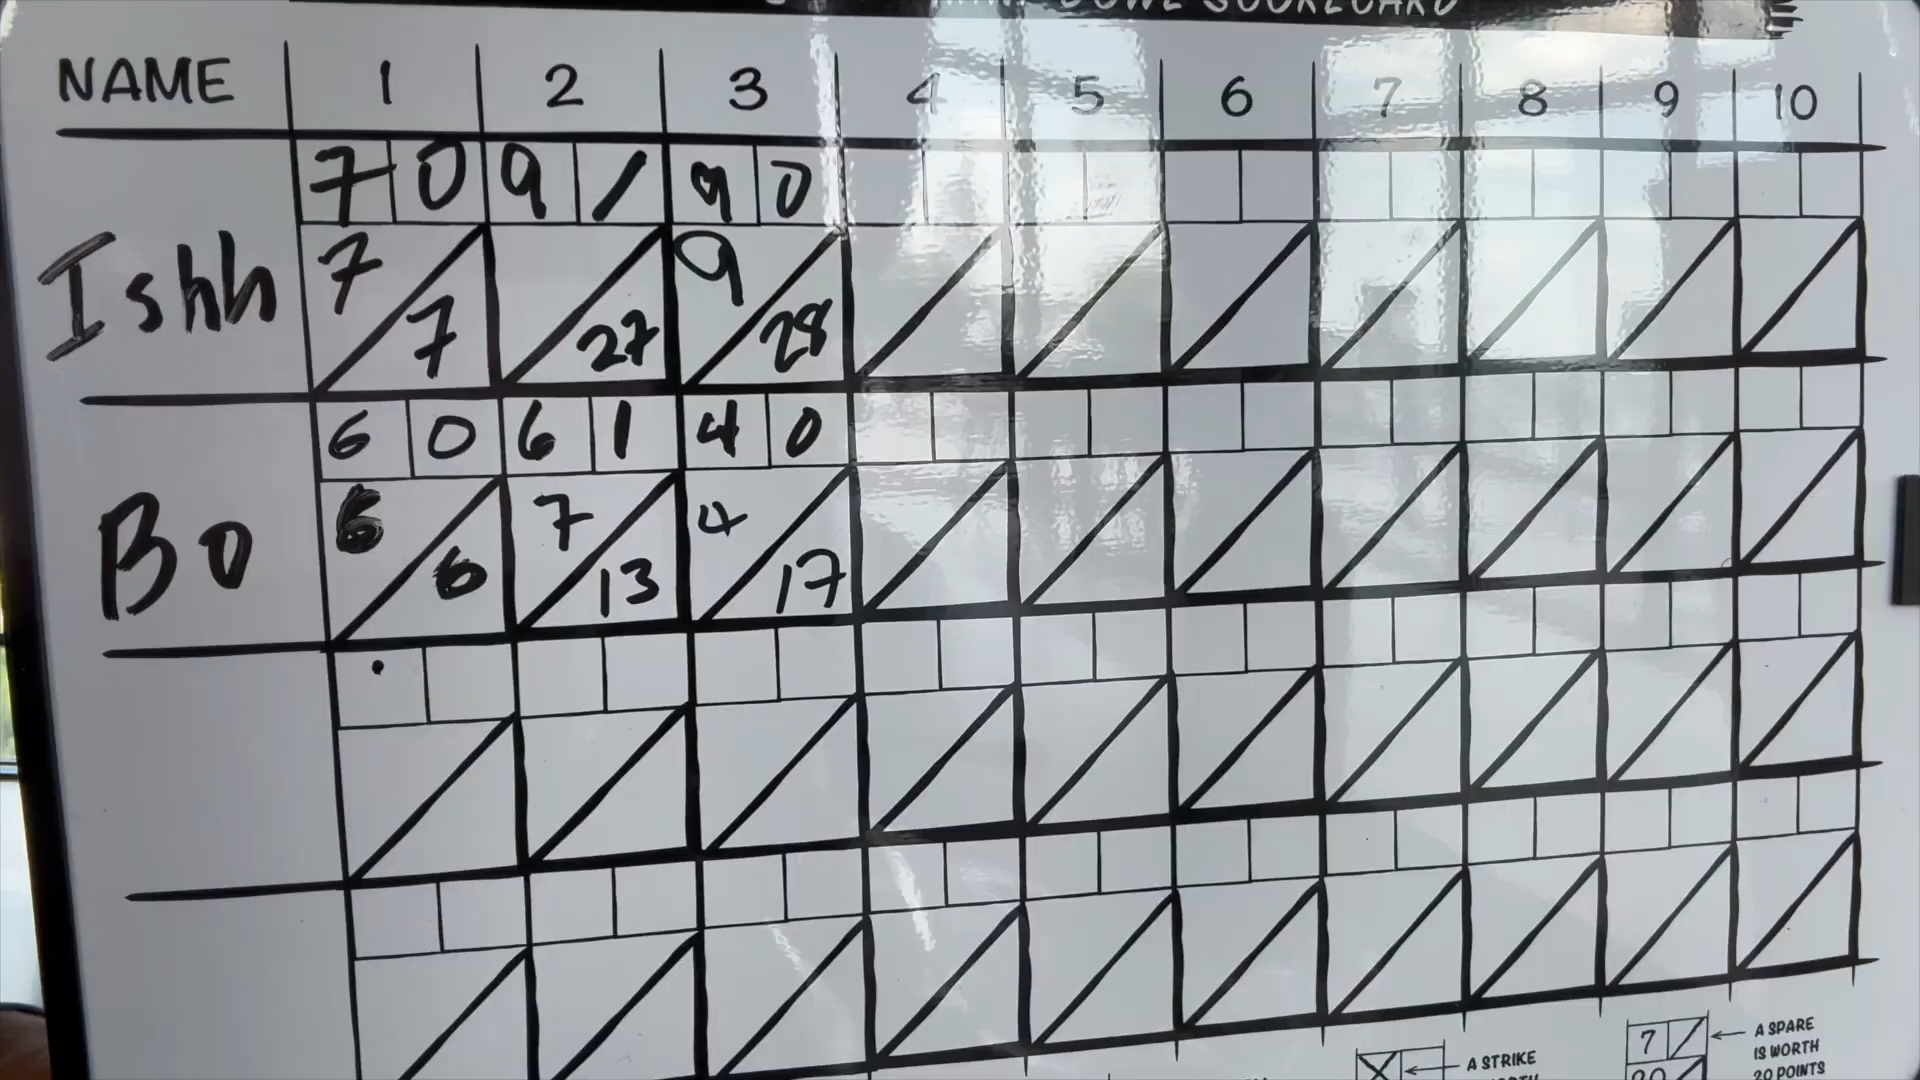 NAME 1 2 3 4 5 6 7 8 9 10
7 0 9 / 9 0
Ishh 7 7 27 9 28
6 0 6 1 4 0
Bo 6 6 7 13 4 17
7 / A SPARE
IS WORTH
20 POINTS
X A STRIKE